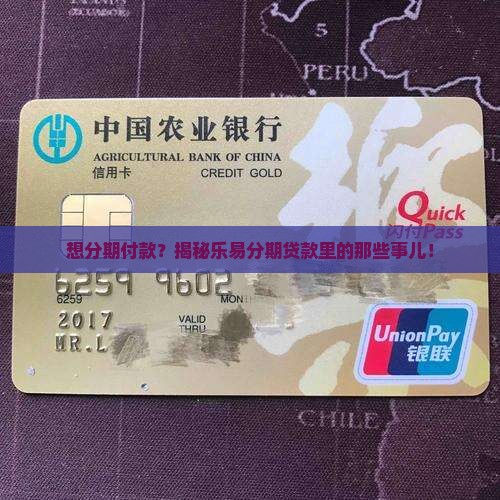 5
PERU
中国农业银行
AGRICULTURAL BANK OF CHINA
信用卡 CREDIT GOLD
Quick
闪付Pass
想分期付款？揭秘乐易分期贷款里的那些事儿！
6259 9602
6259 MON
2017 VALID THRU
MR.L
UnionPay
银联
CHILE